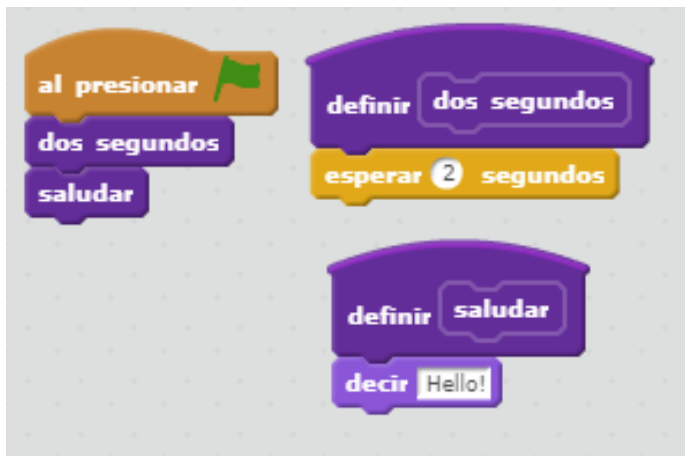 al presionar
dos segundos
saludar
definir dos segundos
esperar 2 segundos
definir saludar
decir Hello!